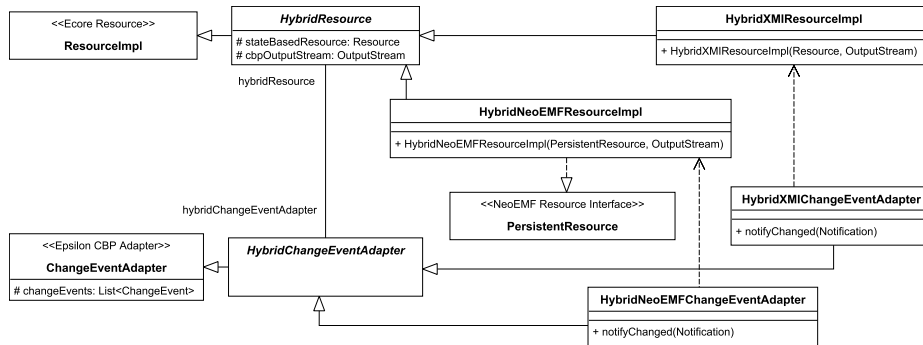 <<Ecore Resource>>
ResourceImpl
HybridResource
# stateBasedResource: Resource
# cbpOutputStream: OutputStream
HybridXMIResourceImpl
+ HybridXMIResourceImpl(Resource, OutputStream)
hybridResource
HybridNeoEMFResourceImpl
+ HybridNeoEMFResourceImpl(PersistentResource, OutputStream)
<<NeoEMF Resource Interface>>
PersistentResource
HybridXMIChangeEventAdapter
+ notifyChanged(Notification)
hybridChangeEventAdapter
<<Epsilon CBP Adapter>>
ChangeEventAdapter
# changeEvents: List<ChangeEvent>
HybridChangeEventAdapter
HybridNeoEMFChangeEventAdapter
+ notifyChanged(Notification)